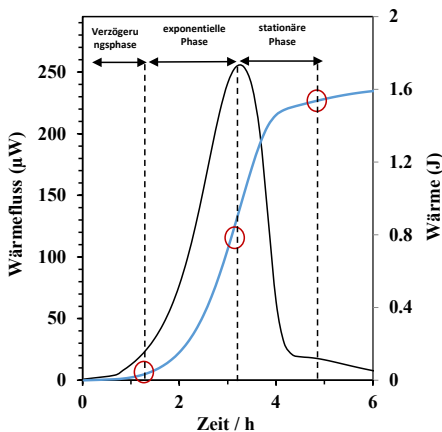 Verzögeru
ngsphase
exponentielle
Phase
stationäre
Phase
Wärmefluss (µW)
250
200
150
100
50
0
0
2
4
6
Zeit / h
2
1.6
1.2
0.8
0.4
0
Wärme (J)